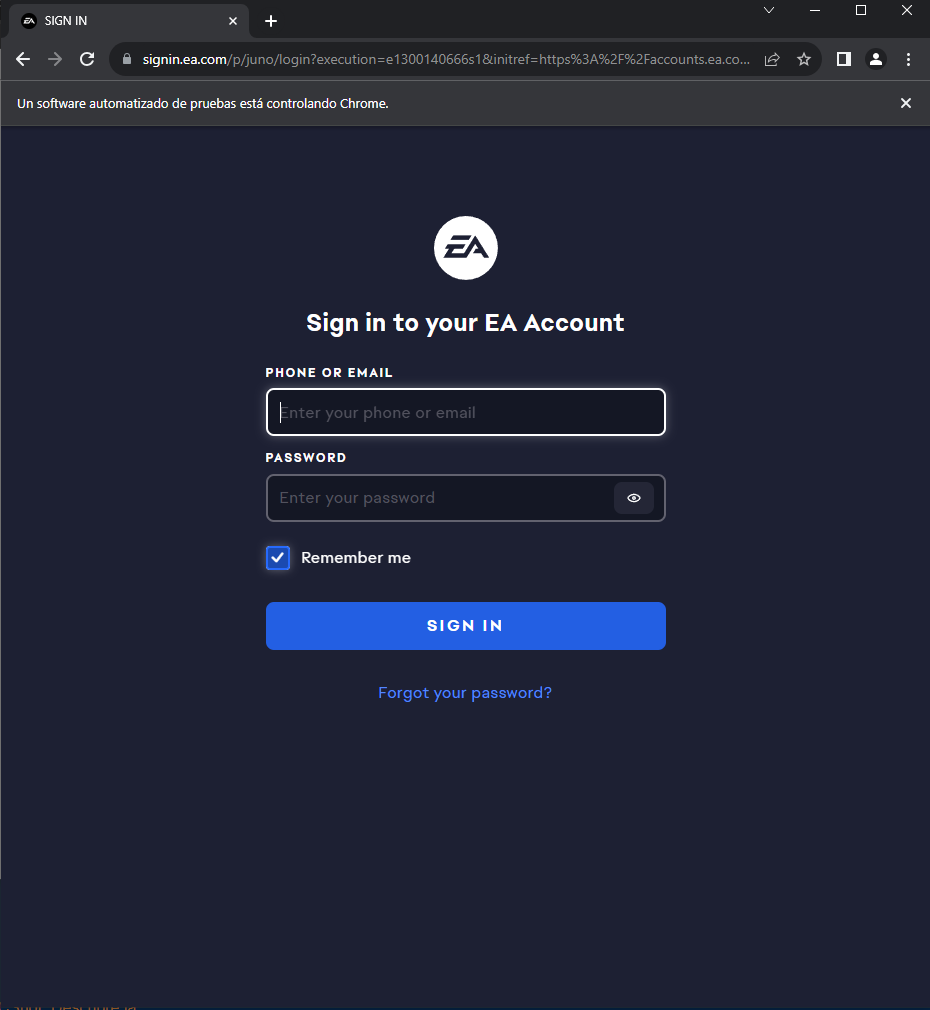 SIGN IN
signin.ea.com/p/juno/login?execution=e1300140666s1&initref=https%3A%2F%2Faccounts.ea.co...
Un software automatizado de pruebas está controlando Chrome.
EA
Sign in to your EA Account
PHONE OR EMAIL
Enter your phone or email
PASSWORD
Enter your password
Remember me
SIGN IN
Forgot your password?